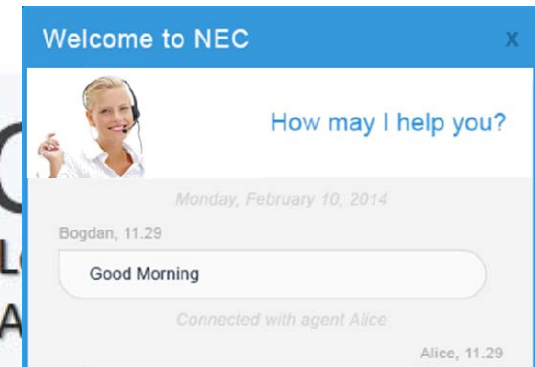 Welcome to NEC
x
How may I help you?
Monday, February 10, 2014
Bogdan, 11.29
Good Morning
Connected with agent Alice
Alice, 11.29